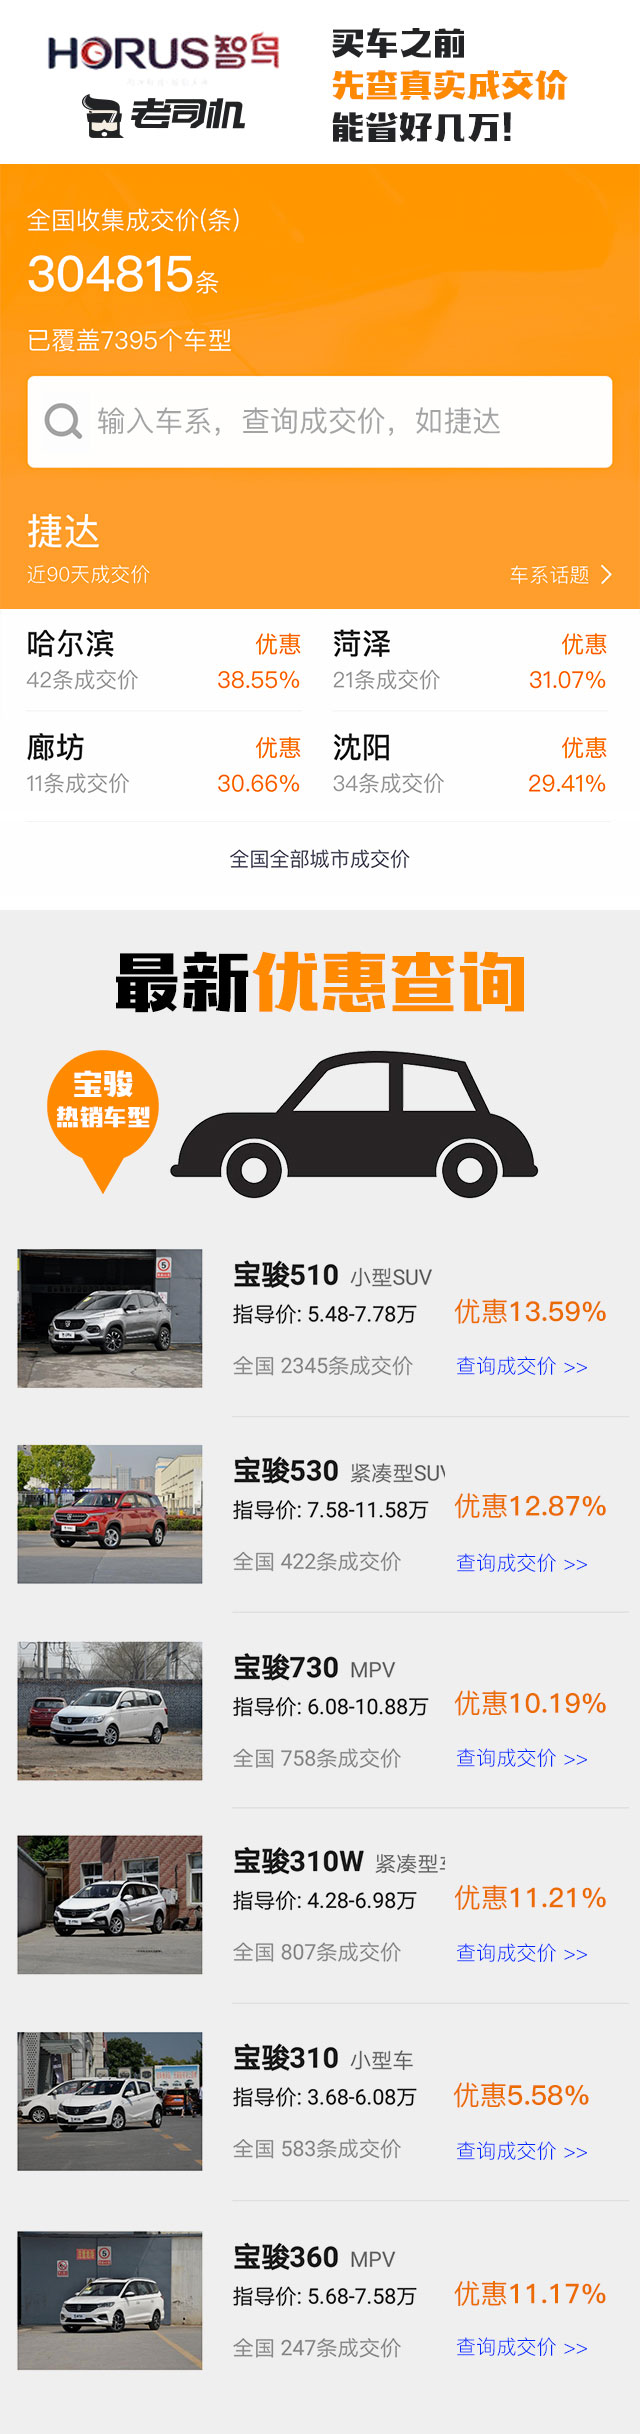 HORUS智鸟
老司机
买车之前
先查真实成交价
能省好几万!
全国收集成交价(条)
304815条
已覆盖7395个车型
输入车系，查询成交价，如捷达
捷达
近90天成交价
车系话题
哈尔滨 优惠
42条成交价 38.55%
菏泽 优惠
21条成交价 31.07%
廊坊 优惠
11条成交价 30.66%
沈阳 优惠
34条成交价 29.41%
全国全部城市成交价
最新优惠查询
宝骏
热销车型
宝骏510 小型SUV
指导价: 5.48-7.78万 优惠13.59%
全国 2345条成交价 查询成交价 >>
宝骏530 紧凑型SUV
指导价: 7.58-11.58万 优惠12.87%
全国 422条成交价 查询成交价 >>
宝骏730 MPV
指导价: 6.08-10.88万 优惠10.19%
全国 758条成交价 查询成交价 >>
宝骏310W 紧凑型
指导价: 4.28-6.98万 优惠11.21%
全国 807条成交价 查询成交价 >>
宝骏310 小型车
指导价: 3.68-6.08万 优惠5.58%
全国 583条成交价 查询成交价 >>
宝骏360 MPV
指导价: 5.68-7.58万 优惠11.17%
全国 247条成交价 查询成交价 >>